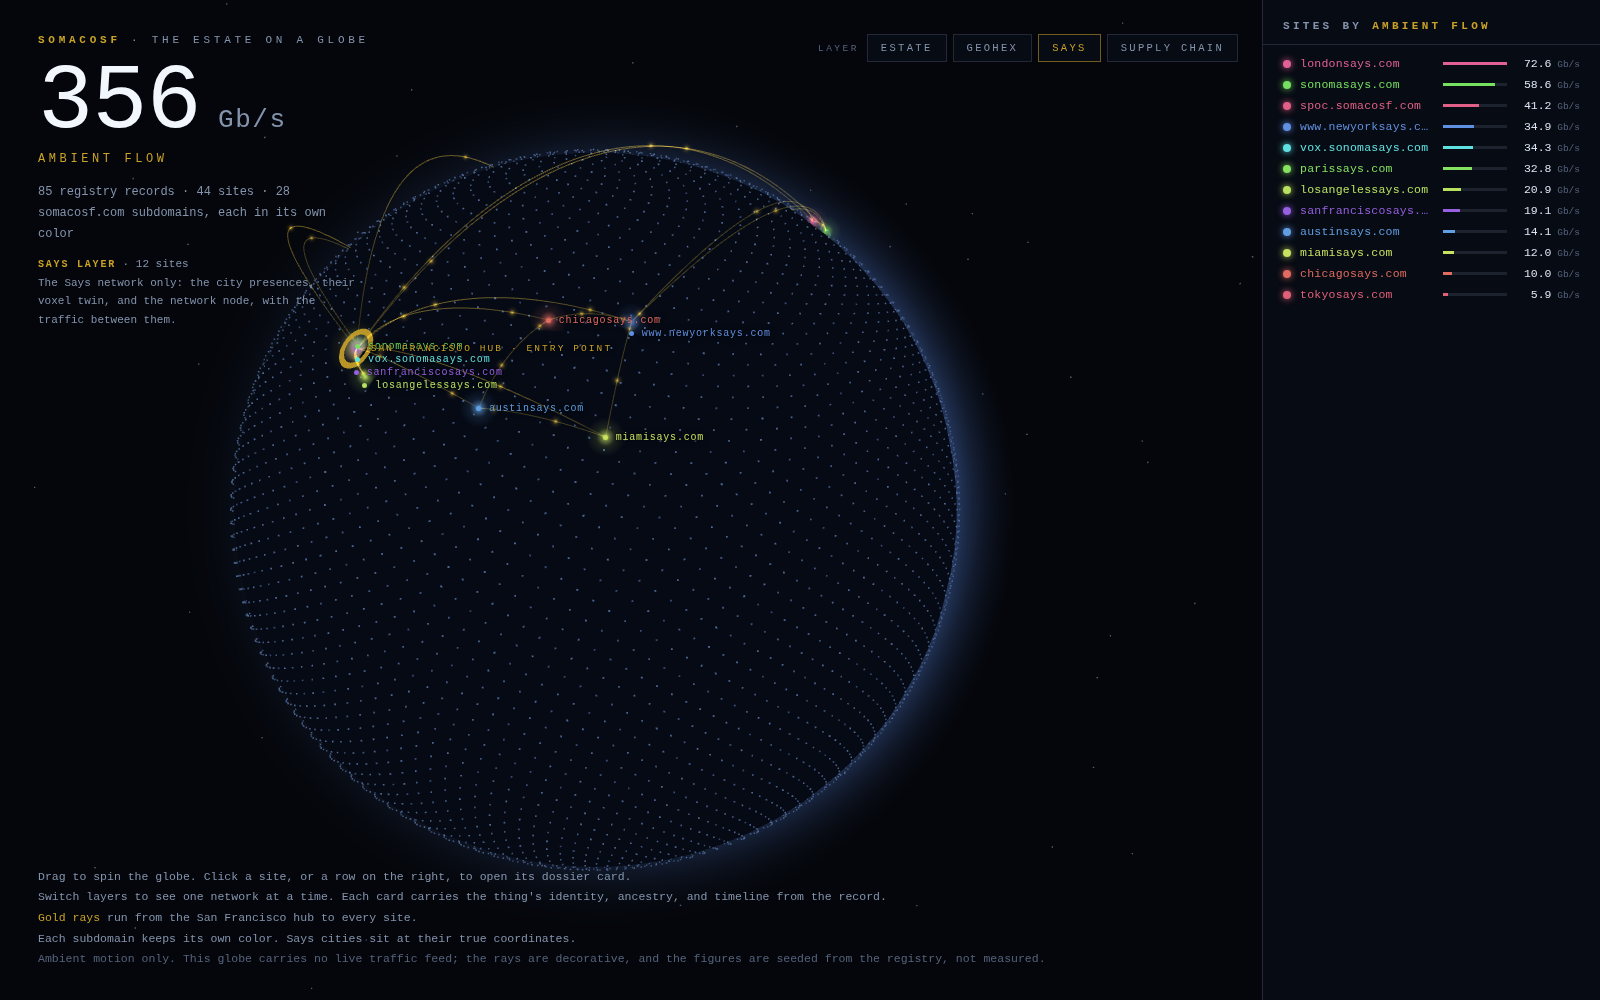 SOMACOSF · THE ESTATE ON A GLOBE
356 Gb/s
AMBIENT FLOW
85 registry records · 44 sites · 28
somacosf.com subdomains, each in its own
color
SAYS LAYER · 12 sites
The Says network only: the city presences, their
voxel twin, and the network node, with the
traffic between them.
LAYER
ESTATE
GEOHEX
SAYS
SUPPLY CHAIN
chicagosays.com
www.newyorksays.com
sonomasays.com
SAN FRANCISCO HUB · ENTRY POINT
vox.sonomasays.com
sanfranciscosays.com
losangelessays.com
austinsays.com
miamisays.com
Drag to spin the globe. Click a site, or a row on the right, to open its dossier card.
Switch layers to see one network at a time. Each card carries the thing's identity, ancestry, and timeline from the record.
Gold rays run from the San Francisco hub to every site.
Each subdomain keeps its own color. Says cities sit at their true coordinates.
Ambient motion only. This globe carries no live traffic feed; the rays are decorative, and the figures are seeded from the registry, not measured.
SITES BY AMBIENT FLOW
londonsays.com 72.6 Gb/s
sonomasays.com 58.6 Gb/s
spoc.somacosf.com 41.2 Gb/s
www.newyorksays.c… 34.9 Gb/s
vox.sonomasays.com 34.3 Gb/s
parissays.com 32.8 Gb/s
losangelessays.com 20.9 Gb/s
sanfranciscosays.… 19.1 Gb/s
austinsays.com 14.1 Gb/s
miamisays.com 12.0 Gb/s
chicagosays.com 10.0 Gb/s
tokyosays.com 5.9 Gb/s